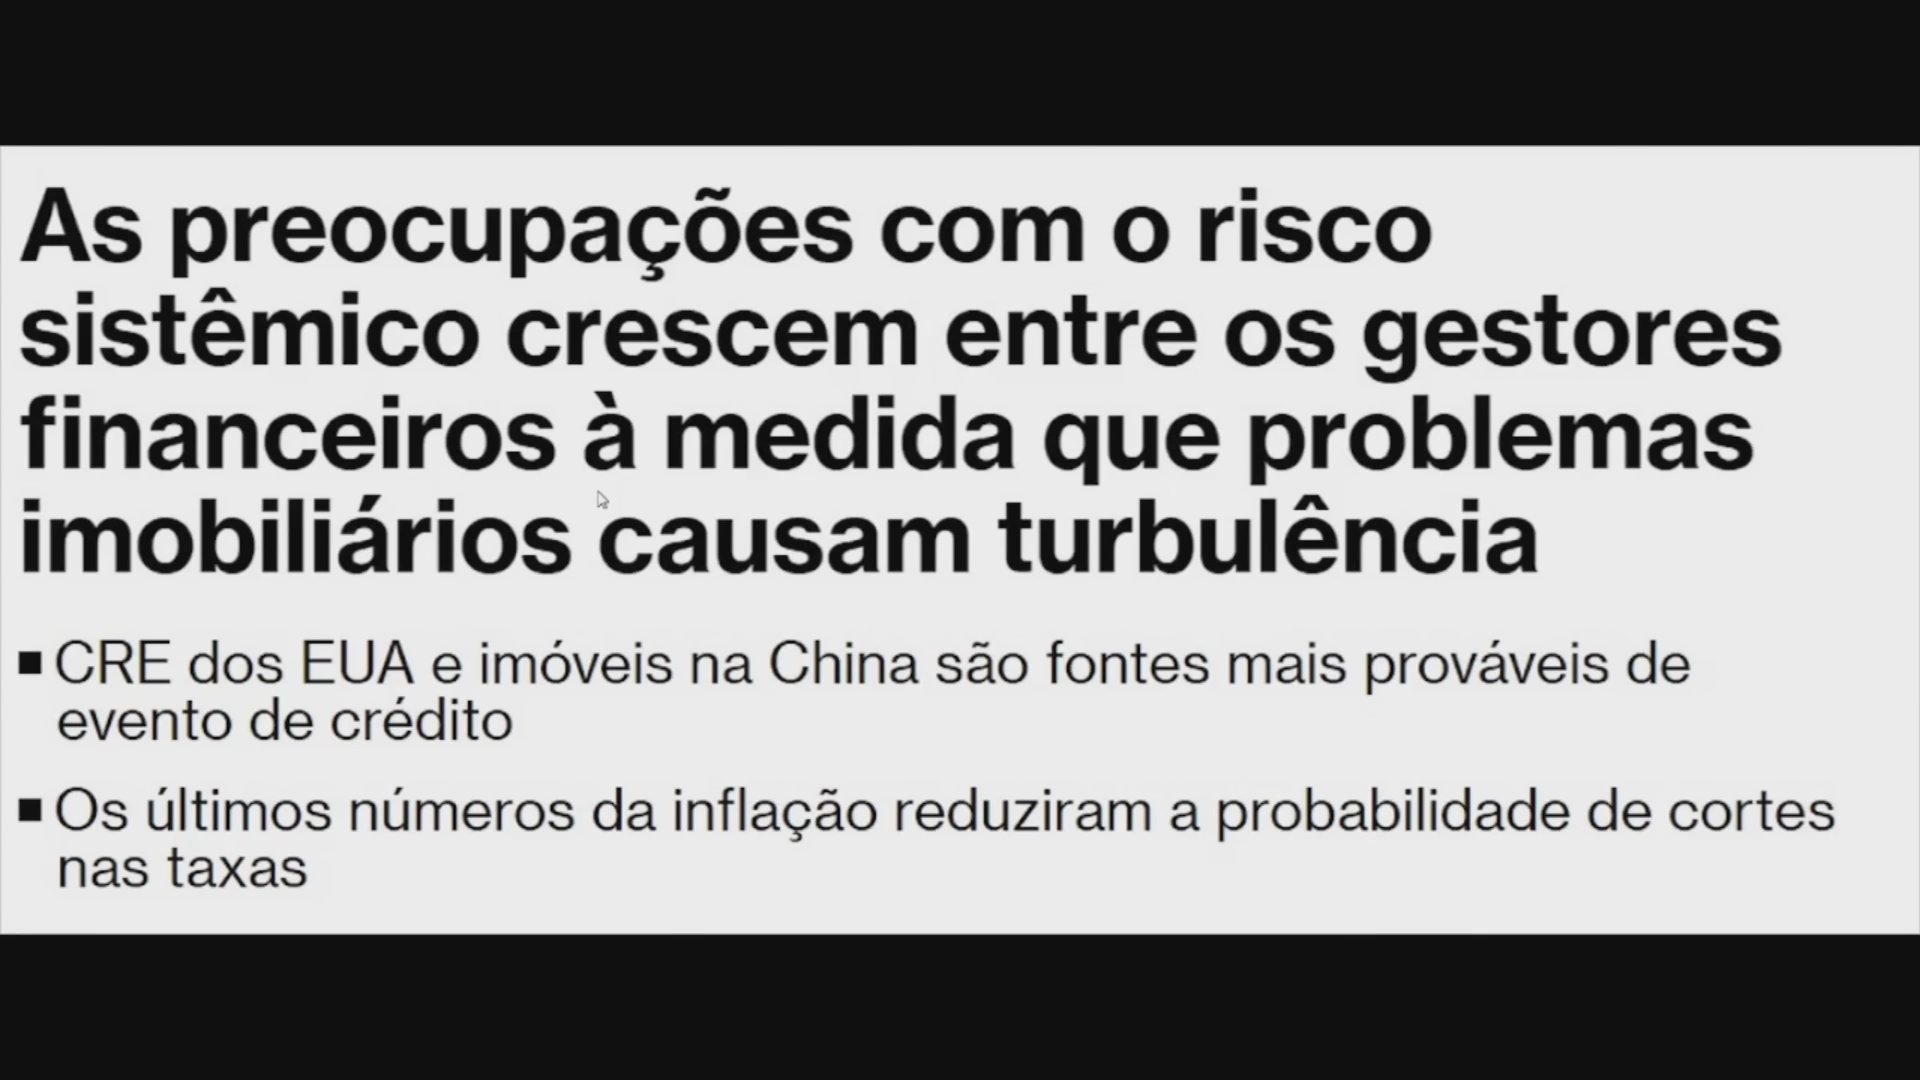 As preocupações com o risco
sistêmico crescem entre os gestores
financeiros à medida que problemas
imobiliários causam turbulência
▪ CRE dos EUA e imóveis na China são fontes mais prováveis de
evento de crédito
▪ Os últimos números da inflação reduziram a probabilidade de cortes
nas taxas